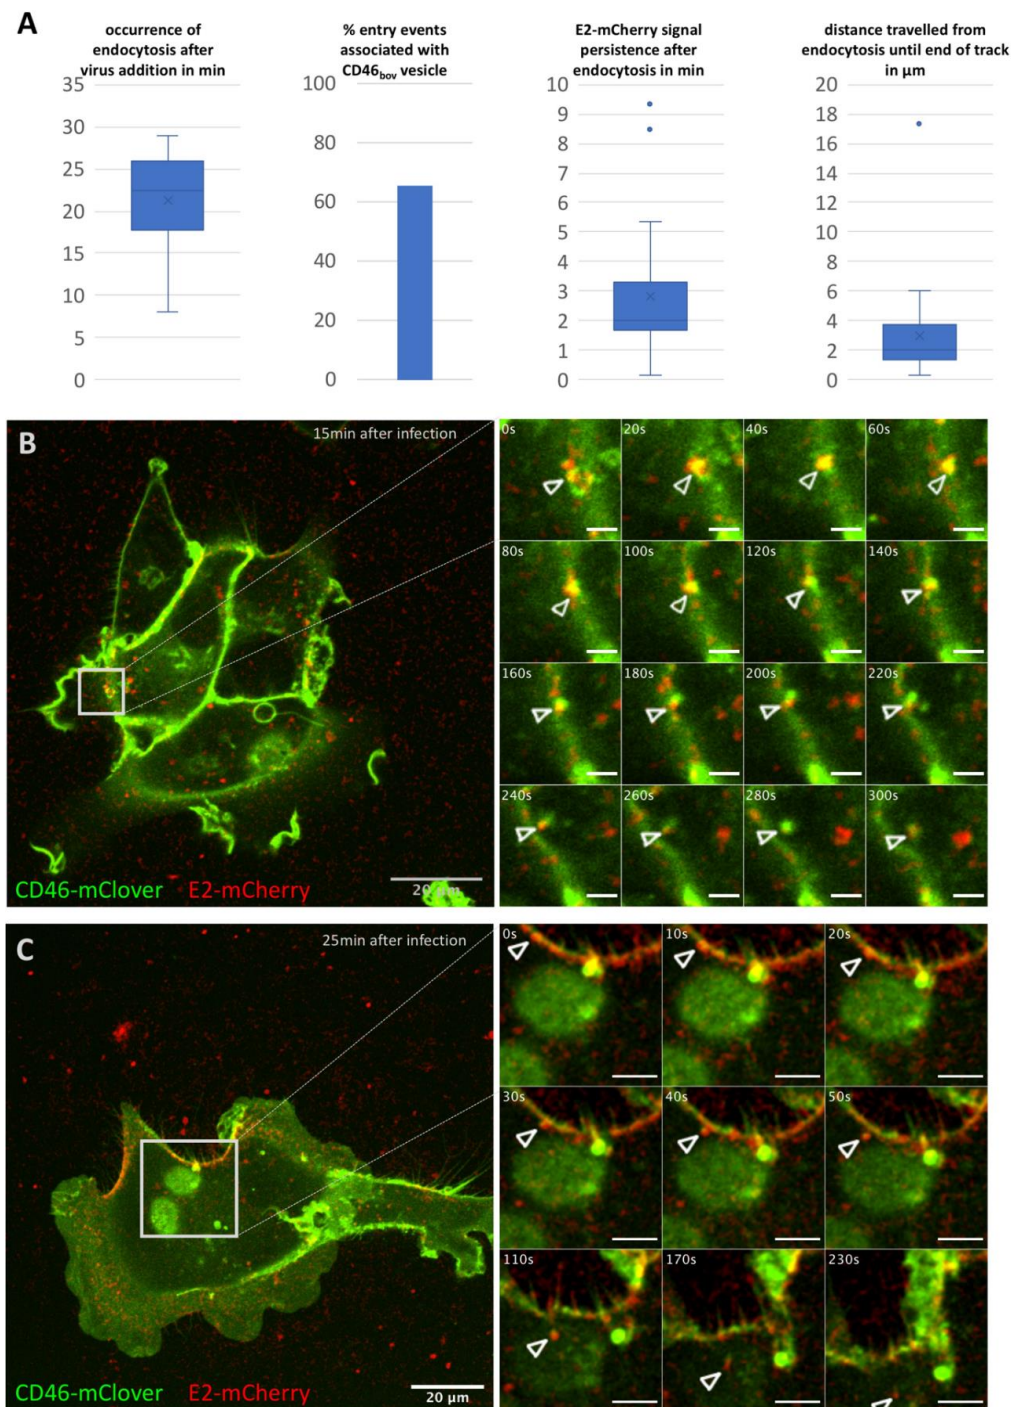 A
occurrence of
endocytosis after
virus addition in min
35
30
25
20
15
10
5
0
% entry events
associated with
CD46bov vesicle
100
80
60
40
20
0
E2-mCherry signal
persistence after
endocytosis in min
10
9
8
7
6
5
4
3
2
1
0
distance travelled from
endocytosis until end of track
in µm
20
18
16
14
12
10
8
6
4
2
0
B
15min after infection
CD46-mClover E2-mCherry
20 µm
0s 20s 40s 60s
80s 100s 120s 140s
160s 180s 200s 220s
240s 260s 280s 300s
C
25min after infection
CD46-mClover E2-mCherry
20 µm
0s 10s 20s
30s 40s 50s
110s 170s 230s